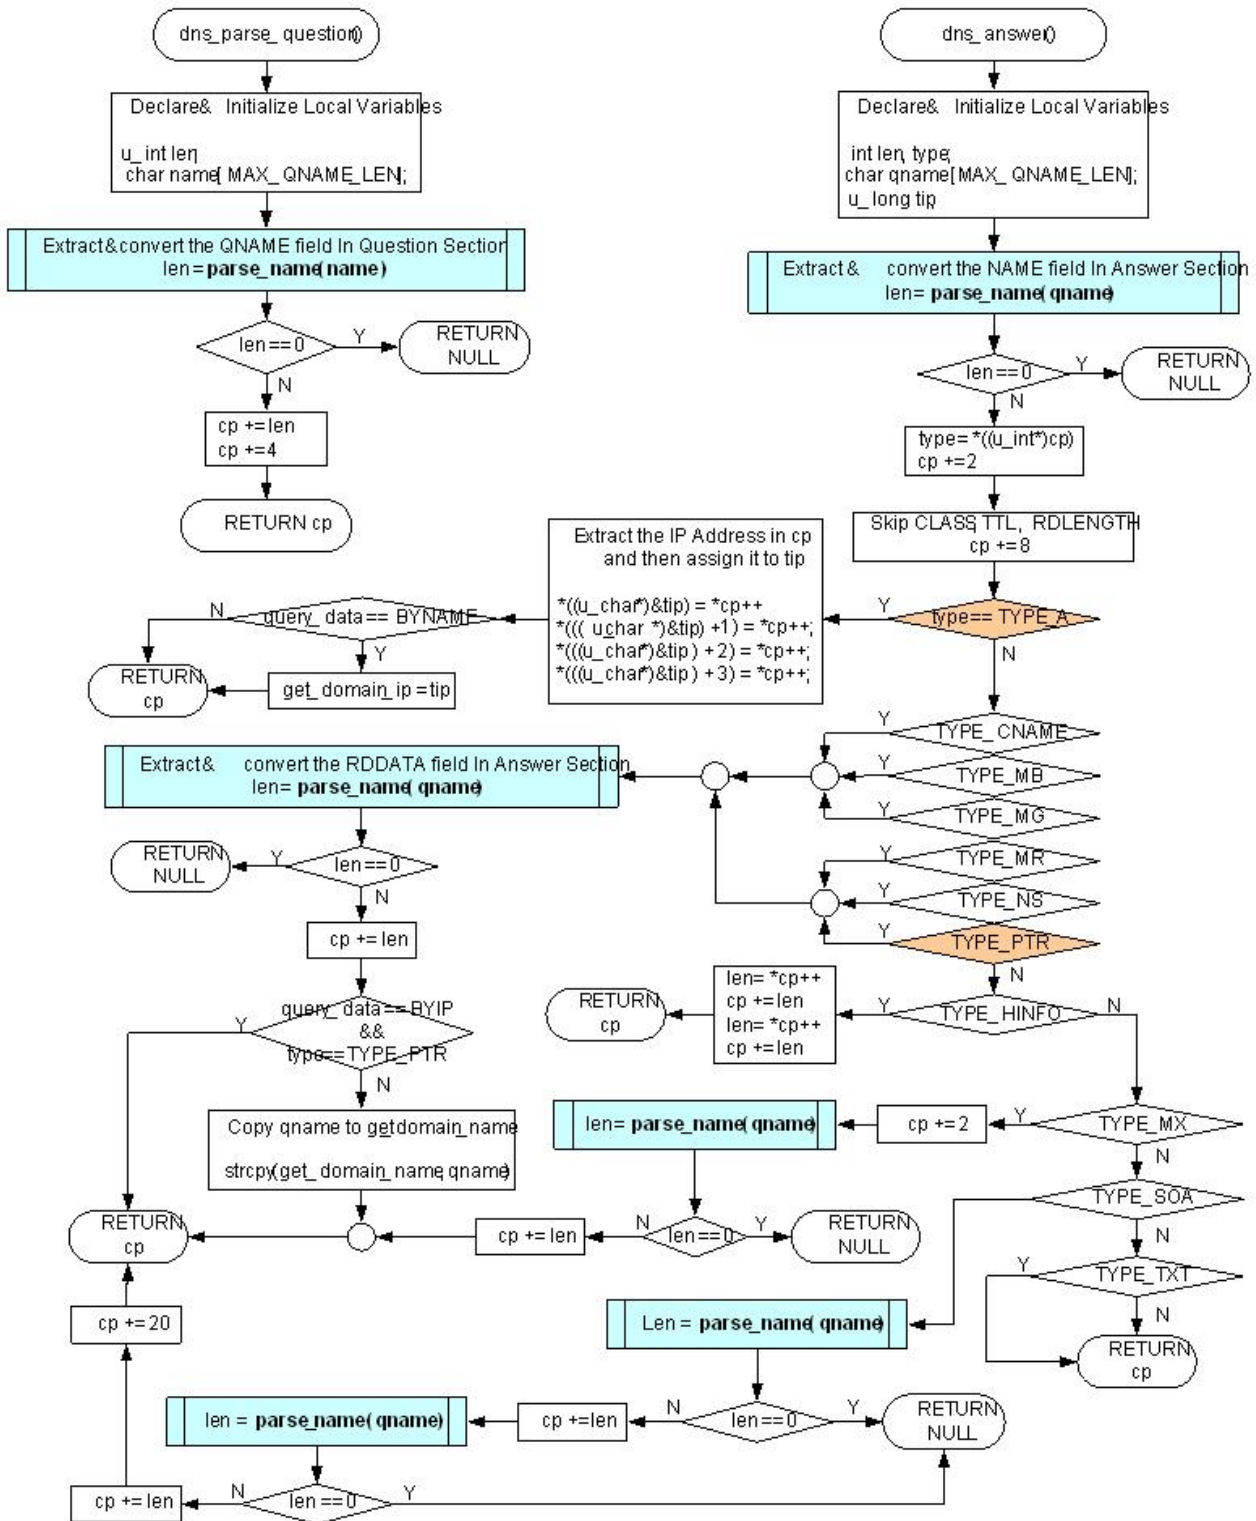 dns_parse_question()
Declare& Initialize Local Variables
u_int len;
char name[ MAX_QNAME_LEN];
Extract&convert the QNAME field In Question Section
len=parse_name(name)
len==0
Y
RETURN
NULL
N
cp +=len
cp +=4
RETURN cp
dns_answer()
Declare& Initialize Local Variables
int len, type;
char qname[MAX_QNAME_LEN];
u_long tip;
Extract & convert the NAME field In Answer Section
len= parse_name(qname)
len==0
Y
RETURN
NULL
N
type= *((u_int*)cp)
cp +=2
Skip CLASS, TTL, RDLENGTH
cp +=8
type== TYPE_A
Y
N
Extract the IP Address in cp
and then assign it to tip
*((u_char*)&tip) = *cp++
*((( uchar *)&tip) +1) = *cp++;
*(((u_char*)&tip) + 2) = *cp++;
*(((u_char*)&tip) + 3) = *cp++;
query_data== BYNAME
N
Y
RETURN
cp
get_domain_ip =tip
TYPE_CNAME
Y
TYPE_MB
Y
TYPE_MG
Y
TYPE_MR
Y
TYPE_NS
Y
TYPE_PTR
Y
N
Extract& convert the RDDATA field In Answer Section
len= parse_name( qname)
len==0
Y
RETURN
NULL
N
cp +=len
query_data==BYIP
&&
type==TYPE_PTR
Y
N
Copy qname to getdomain_name
strcpy(get_domain_name, qname)
RETURN
cp
TYPE_HINFO
Y
N
len= *cp++
cp +=len
len= *cp++
cp +=len
RETURN
cp
TYPE_MX
Y
N
cp +=2
len= parse_name( qname)
len==0
N
Y
cp +=len
RETURN
NULL
TYPE_SOA
N
TYPE_TXT
Y
N
RETURN
cp
Len = parse_name( qname)
len==0
N
Y
RETURN
NULL
cp +=len
len = parse_name( qname)
len==0
N
Y
cp +=len
cp +=20